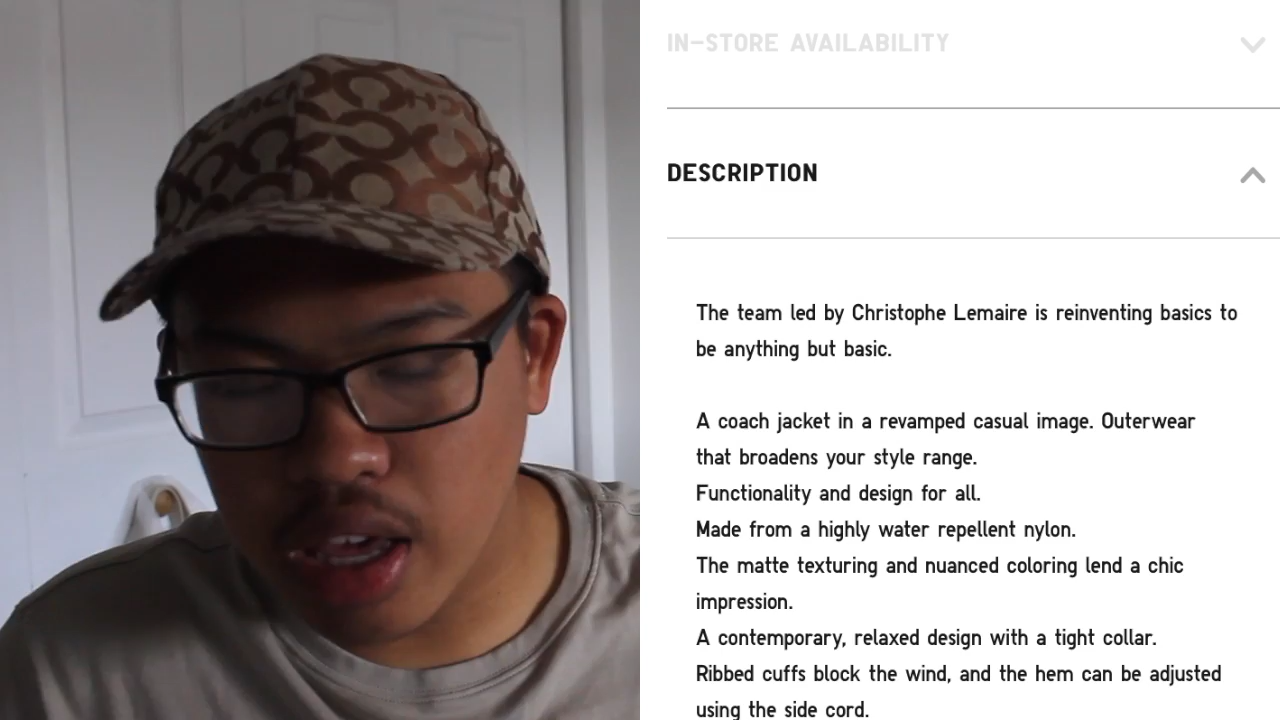 IN-STORE AVAILABILITY
DESCRIPTION
The team led by Christophe Lemaire is reinventing basics to
be anything but basic.
A coach jacket in a revamped casual image. Outerwear
that broadens your style range.
Functionality and design for all.
Made from a highly water repellent nylon.
The matte texturing and nuanced coloring lend a chic
impression.
A contemporary, relaxed design with a tight collar.
Ribbed cuffs block the wind, and the hem can be adjusted
using the side cord.